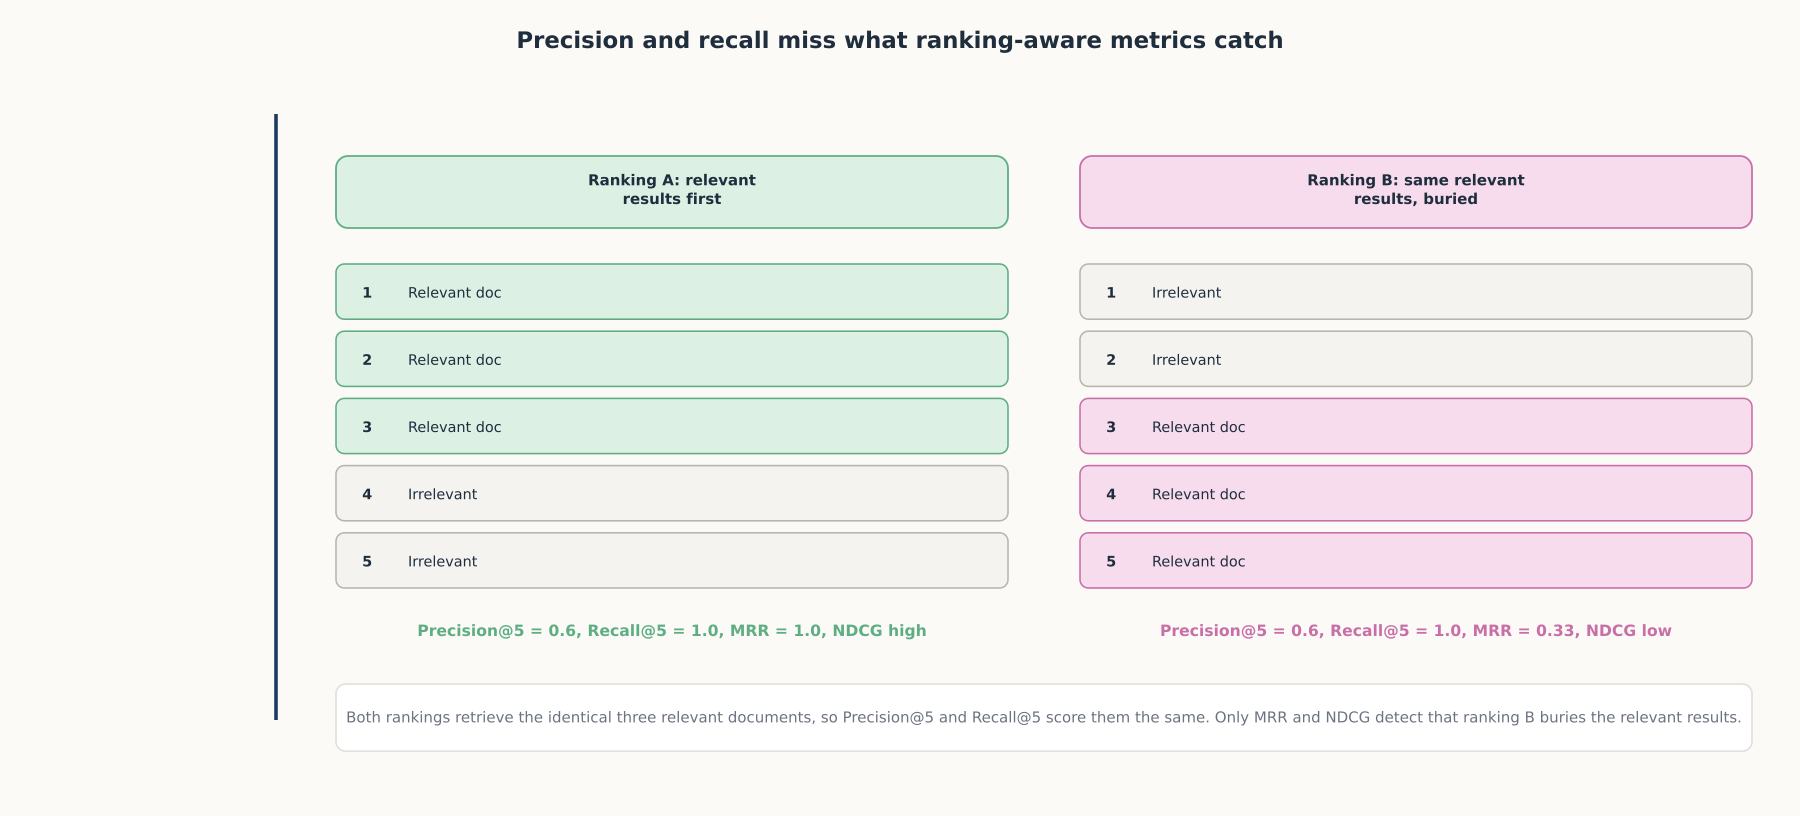 Precision and recall miss what ranking-aware metrics catch
Ranking A: relevant
results first
1 Relevant doc
2 Relevant doc
3 Relevant doc
4 Irrelevant
5 Irrelevant
Precision@5 = 0.6, Recall@5 = 1.0, MRR = 1.0, NDCG high
Ranking B: same relevant
results, buried
1 Irrelevant
2 Irrelevant
3 Relevant doc
4 Relevant doc
5 Relevant doc
Precision@5 = 0.6, Recall@5 = 1.0, MRR = 0.33, NDCG low
Both rankings retrieve the identical three relevant documents, so Precision@5 and Recall@5 score them the same. Only MRR and NDCG detect that ranking B buries the relevant results.